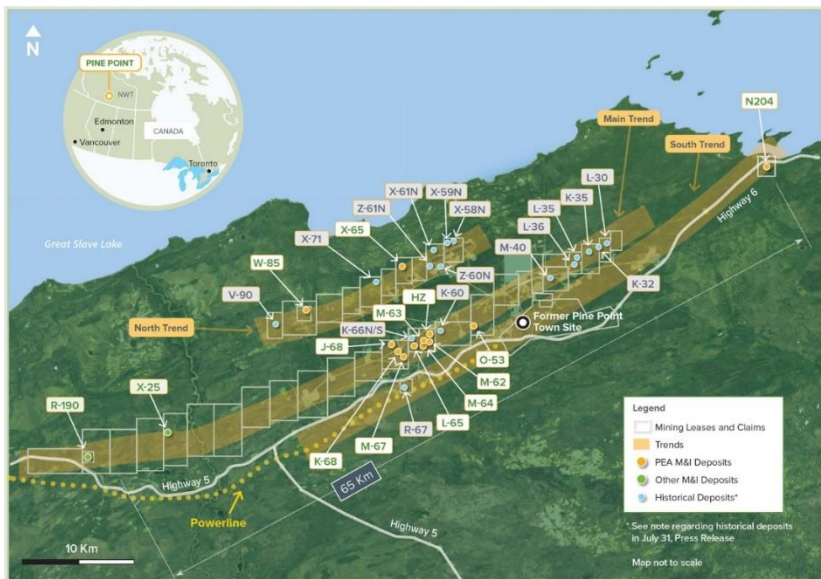 N
PINE POINT
NWT
Edmonton
CANADA
Vancouver
Toronto
N204
Main Trend
South Trend
L-30
X-59N
X-61N
X-58N
K-35
Z-61N
L-35
X-65
L-36
X-71
M-40
Highway 6
Great Slave Lake
W-85
Z-60N
K-32
V-90
HZ
K-60
M-63
North Trend
K-66N/S
Former Pine Point
Town Site
J-68
O-53
X-25
M-62
R-190
M-64
R-67
L-65
M-67
K-68
65 Km
Highway 5
Powerline
Highway 5
10 Km
Legend
Mining Leases and Claims
Trends
PEA M&I Deposits
Other M&I Deposits
Historical Deposits*
* See note regarding historical deposits
in July 31, Press Release
Map not to scale